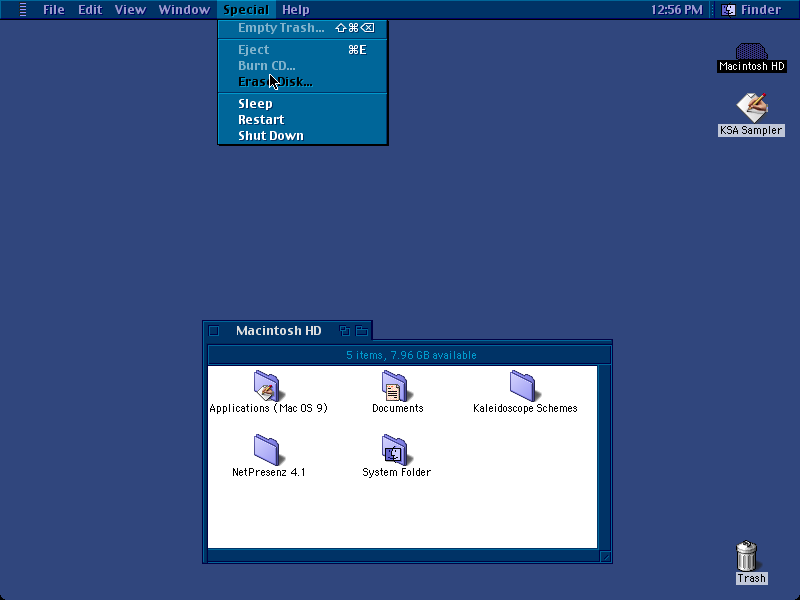 File Edit View Window Special Help 12:56 PM Finder
Empty Trash... ⇧⌘⌫
Eject ⌘E
Burn CD...
Erase Disk...
Sleep
Restart
Shut Down
Macintosh HD
KSA Sampler
Macintosh HD
5 items, 7.96 GB available
Applications (Mac OS 9) Documents Kaleidoscope Schemes
NetPresenz 4.1 System Folder
Trash